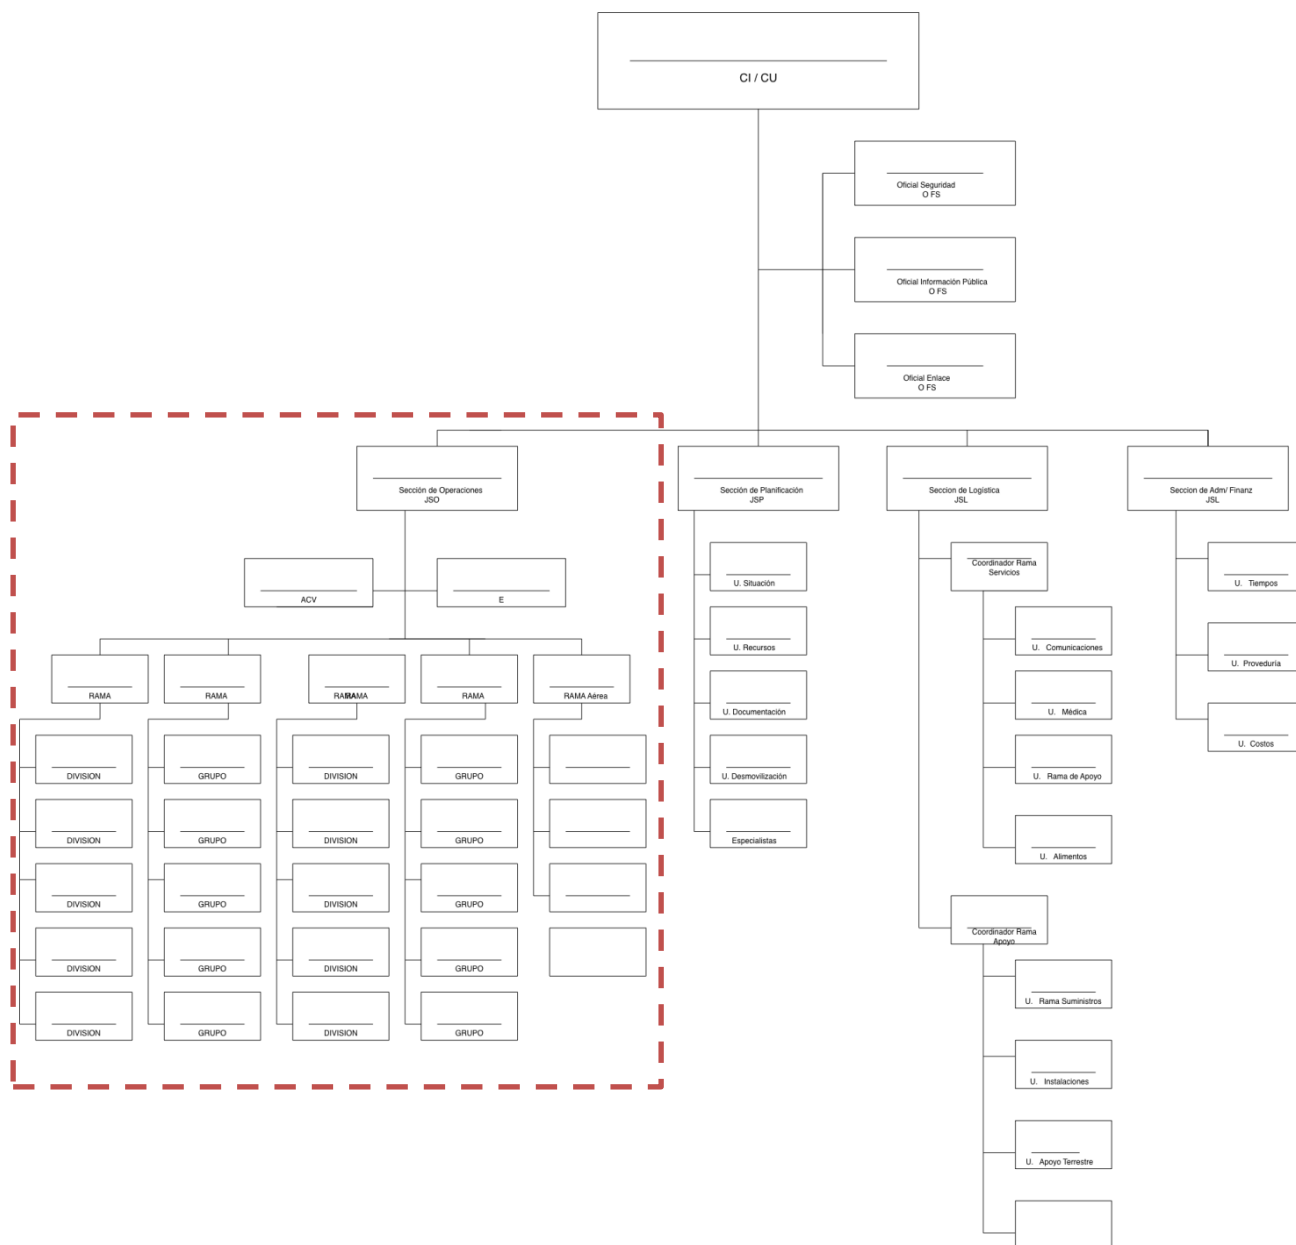 CI / CU
Oficial Seguridad
O FS
Oficial Información Pública
O FS
Oficial Enlace
O FS
Sección de Operaciones
JSO
Sección de Planificación
JSP
Seccion de Logística
JSL
Seccion de Adm/ Finanz
JSL
ACV
E
RAMA
RAMA
RAMA
RAMA
RAMA
RAMA Aérea
DIVISION
GRUPO
DIVISION
GRUPO
DIVISION
GRUPO
DIVISION
GRUPO
DIVISION
GRUPO
DIVISION
GRUPO
DIVISION
GRUPO
DIVISION
GRUPO
DIVISION
GRUPO
DIVISION
GRUPO
U. Situación
U. Recursos
U. Documentación
U. Desmovilización
Especialistas
Coordinador Rama
Servicios
U. Comunicaciones
U. Médica
U. Rama de Apoyo
U. Alimentos
Coordinador Rama
Apoyo
U. Rama Suministros
U. Instalaciones
U. Apoyo Terrestre
U. Tiempos
U. Proveduría
U. Costos